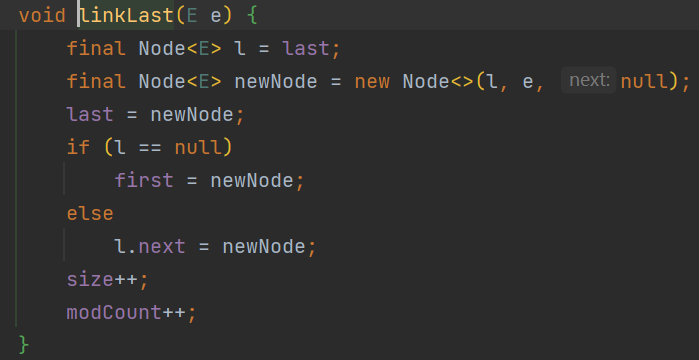 void linkLast(E e) {
    final Node<E> l = last;
    final Node<E> newNode = new Node<>(l, e, next: null);
    last = newNode;
    if (l == null)
        first = newNode;
    else
        l.next = newNode;
    size++;
    modCount++;
}